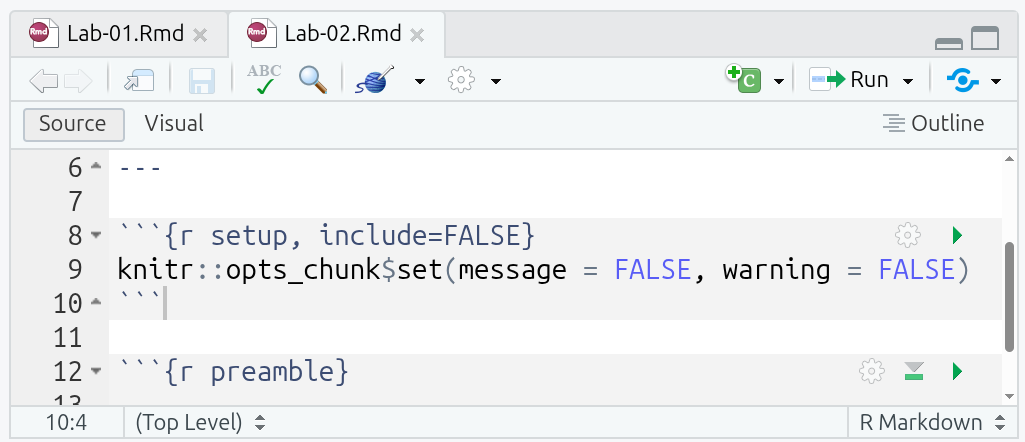 Rmd Lab-01.Rmd × Rmd Lab-02.Rmd ×
ABC C Run
Source Visual Outline
6 ---
7
8 ```{r setup, include=FALSE}
9 knitr::opts_chunk$set(message = FALSE, warning = FALSE)
10 ```
11
12 ```{r preamble}
13
10:4 (Top Level) R Markdown